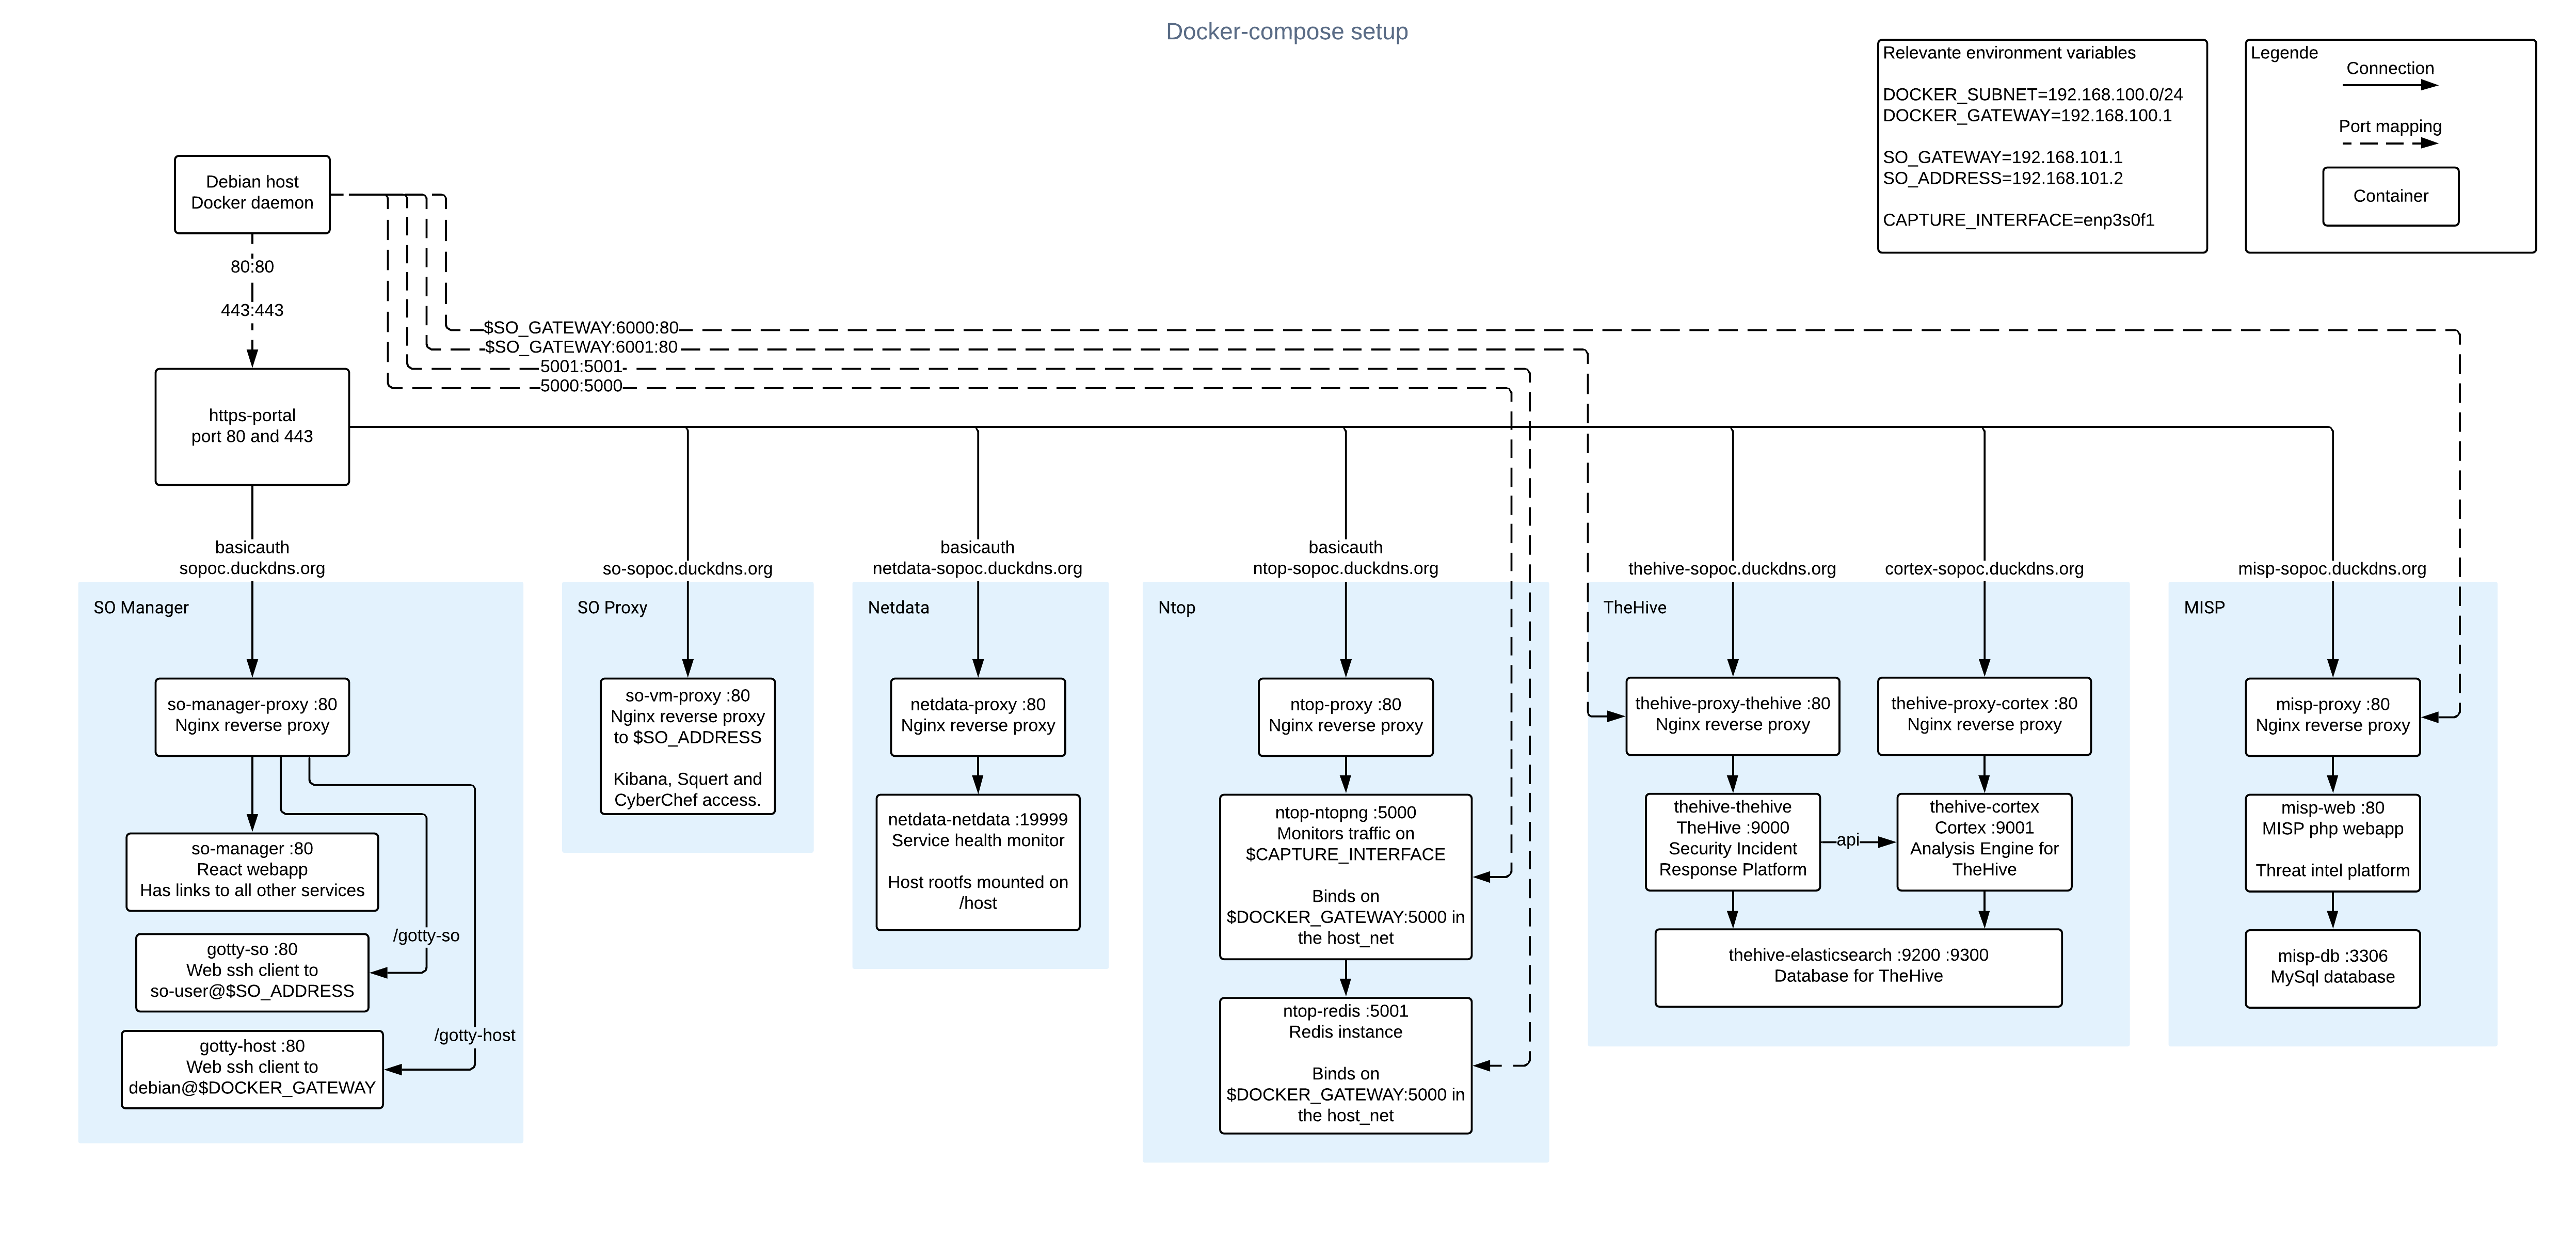 Docker-compose setup
Relevante environment variables
DOCKER_SUBNET=192.168.100.0/24
DOCKER_GATEWAY=192.168.100.1
SO_GATEWAY=192.168.101.1
SO_ADDRESS=192.168.101.2
CAPTURE_INTERFACE=enp3s0f1
Legende
Connection
Port mapping
Container
Debian host
Docker daemon
80:80
443:443
$SO_GATEWAY:6000:80
$SO_GATEWAY:6001:80
5001:5001
5000:5000
https-portal
port 80 and 443
basicauth
sopoc.duckdns.org
so-sopoc.duckdns.org
basicauth
netdata-sopoc.duckdns.org
basicauth
ntop-sopoc.duckdns.org
thehive-sopoc.duckdns.org
cortex-sopoc.duckdns.org
misp-sopoc.duckdns.org
SO Manager
so-manager-proxy :80
Nginx reverse proxy
so-manager :80
React webapp
Has links to all other services
/gotty-so
gotty-so :80
Web ssh client to
so-user@$SO_ADDRESS
/gotty-host
gotty-host :80
Web ssh client to
debian@$DOCKER_GATEWAY
SO Proxy
so-vm-proxy :80
Nginx reverse proxy
to $SO_ADDRESS
Kibana, Squert and
CyberChef access.
Netdata
netdata-proxy :80
Nginx reverse proxy
netdata-netdata :19999
Service health monitor
Host rootfs mounted on
/host
Ntop
ntop-proxy :80
Nginx reverse proxy
ntop-ntopng :5000
Monitors traffic on
$CAPTURE_INTERFACE
Binds on
$DOCKER_GATEWAY:5000 in
the host_net
ntop-redis :5001
Redis instance
Binds on
$DOCKER_GATEWAY:5000 in
the host_net
TheHive
thehive-proxy-thehive :80
Nginx reverse proxy
thehive-proxy-cortex :80
Nginx reverse proxy
thehive-thehive
TheHive :9000
Security Incident
Response Platform
api
thehive-cortex
Cortex :9001
Analysis Engine for
TheHive
thehive-elasticsearch :9200 :9300
Database for TheHive
MISP
misp-proxy :80
Nginx reverse proxy
misp-web :80
MISP php webapp
Threat intel platform
misp-db :3306
MySql database